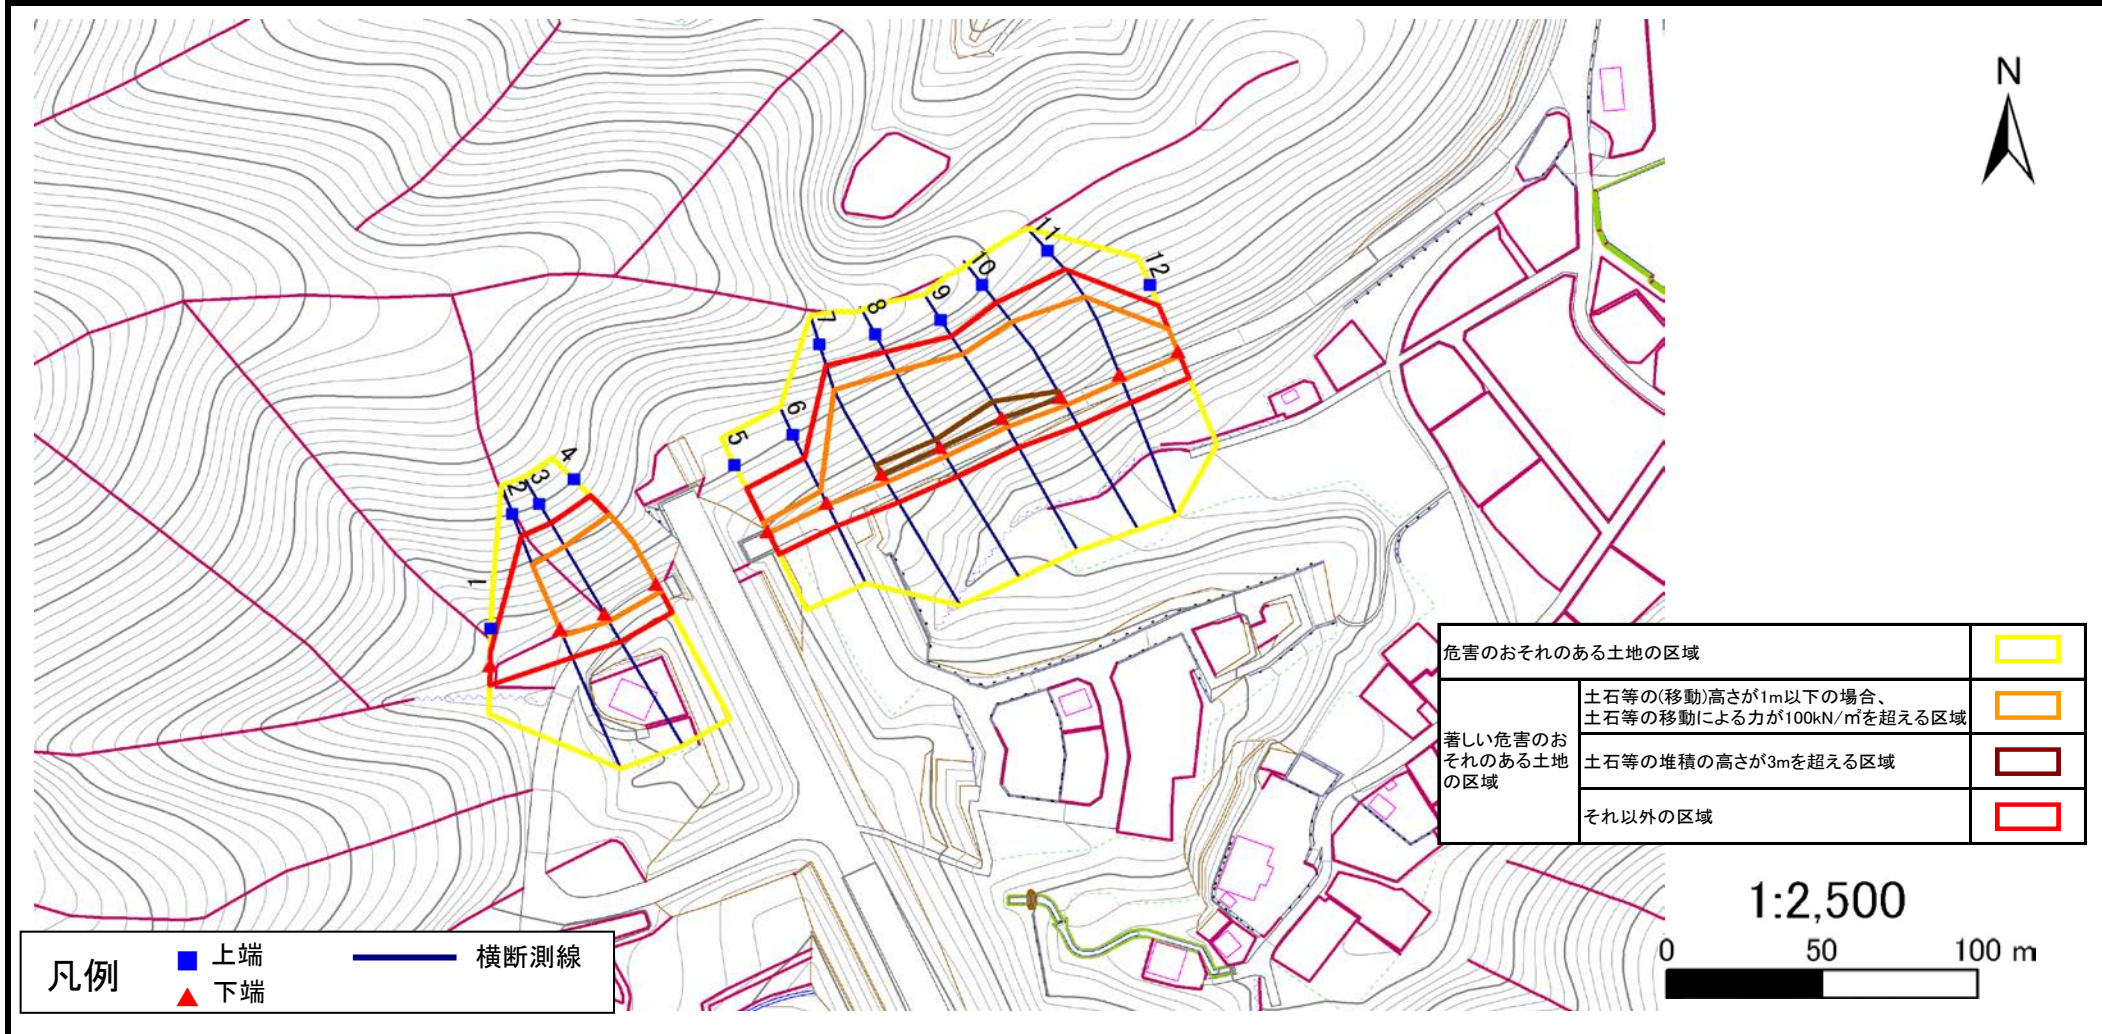 N
11
12
10
9
8
7
6
5
4
3
2
1
危害のおそれのある土地の区域
著しい危害のお
それのある土地
の区域
土石等の(移動)高さが1m以下の場合、
土石等の移動による力が100kN/㎡を超える区域
土石等の堆積の高さが3mを超える区域
それ以外の区域
1:2,500
0 50 100 m
凡例
上端
下端
横断測線